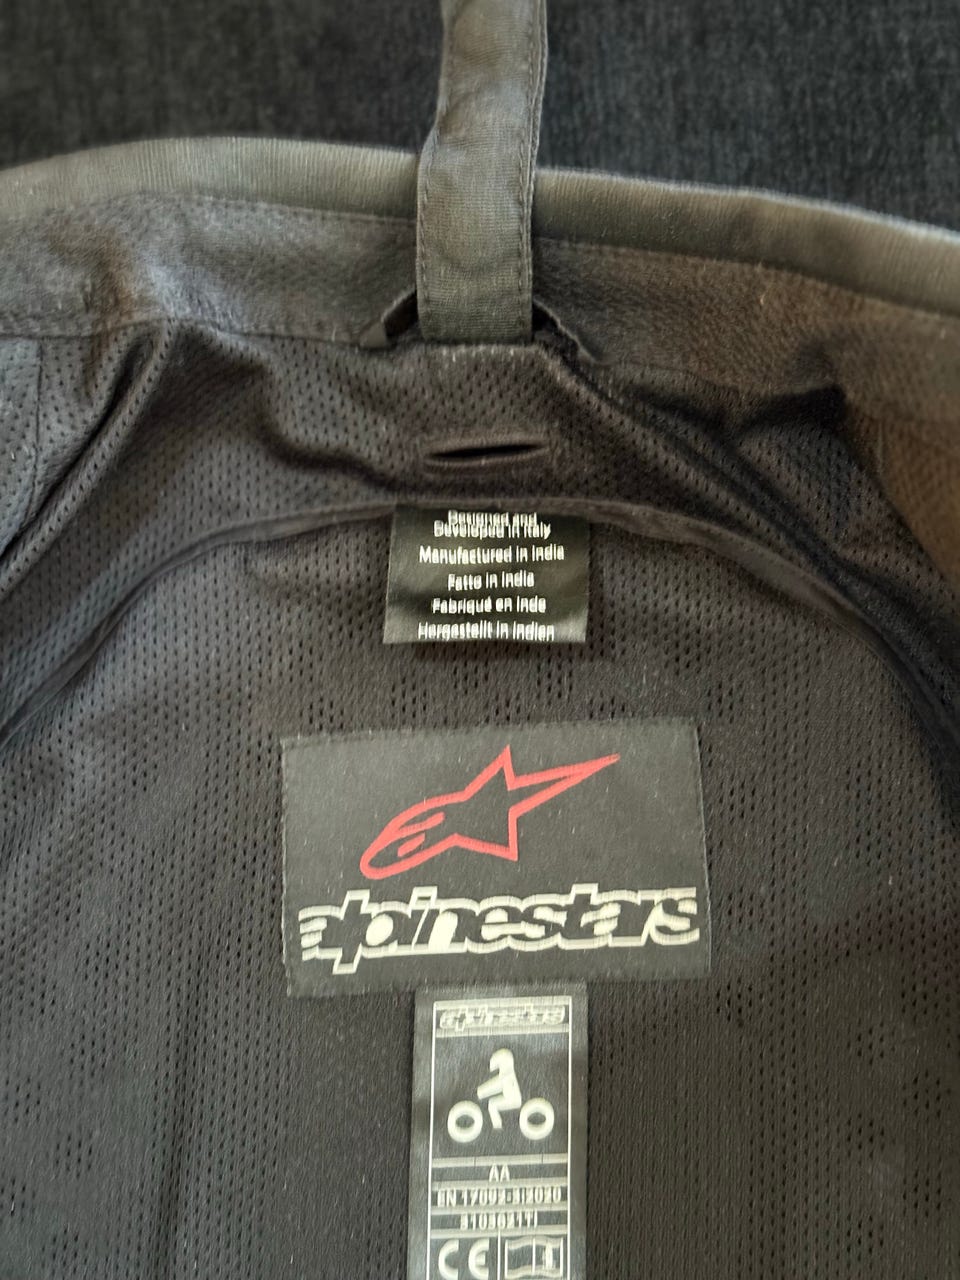 Designed and
Developed in Italy
Manufactured in India
Fatto in India
Fabriqué en Inde
Hergestellt in Indien
alpinestars
alpinestars
AA
CE